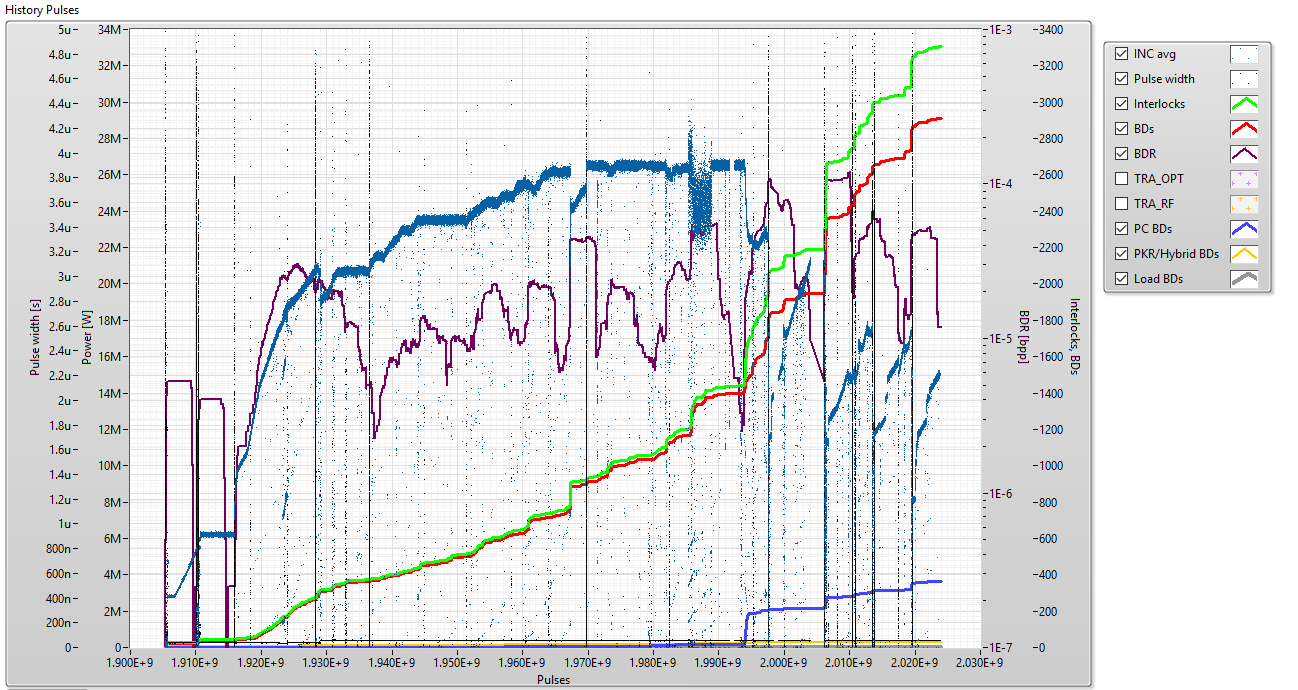 History Pulses
5u
4.8u
4.6u
4.4u
4.2u
4u
3.8u
3.6u
3.4u
3.2u
3u
2.8u
2.6u
2.4u
2.2u
2u
1.8u
1.6u
1.4u
1.2u
1u
800n
600n
400n
200n
0
Pulse width [s]
34M
32M
30M
28M
26M
24M
22M
20M
18M
16M
14M
12M
10M
8M
6M
4M
2M
0
Power [W]
1.900E+9 1.910E+9 1.920E+9 1.930E+9 1.940E+9 1.950E+9 1.960E+9 1.970E+9 1.980E+9 1.990E+9 2.000E+9 2.010E+9 2.020E+9 2.030E+9
Pulses
1E-3
1E-4
1E-5
1E-6
1E-7
BDR [bpp]
3400
3200
3000
2800
2600
2400
2200
2000
1800
1600
1400
1200
1000
800
600
400
200
0
Interlocks, BDs
INC avg
Pulse width
Interlocks
BDs
BDR
TRA_OPT
TRA_RF
PC BDs
PKR/Hybrid BDs
Load BDs